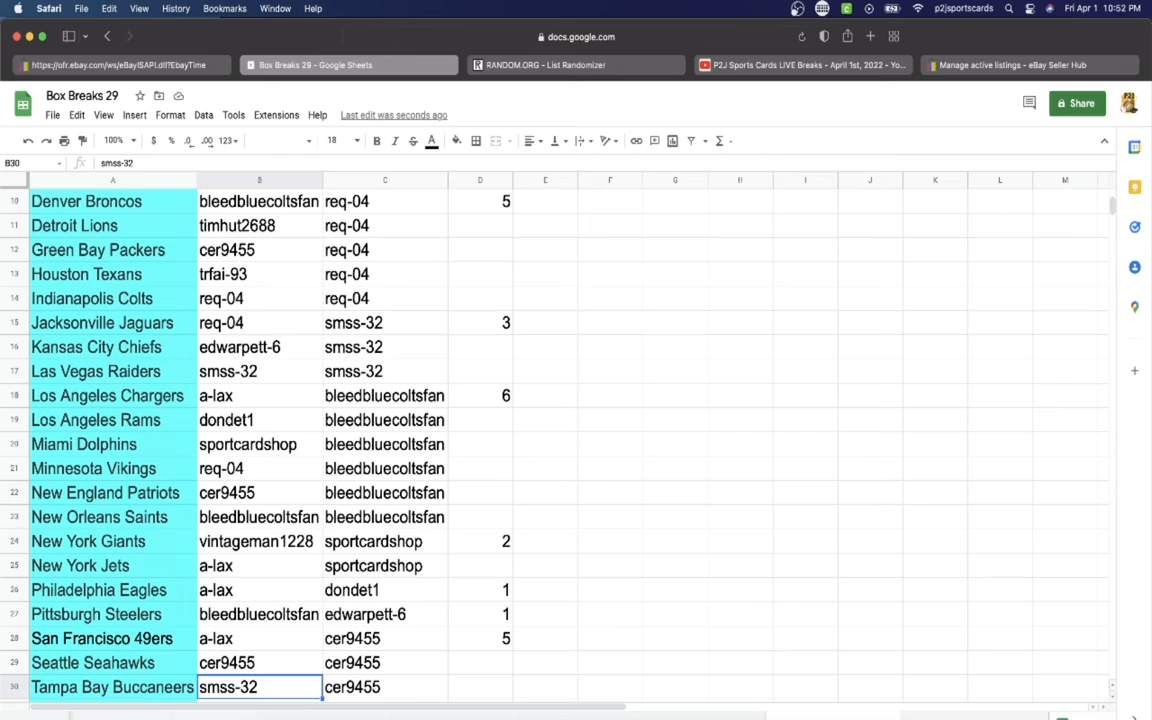 Safari File Edit View History Bookmarks Window Help p2jsportscards Fri Apr 1 10:52 PM
docs.google.com
https://ofr.ebay.com/ws/eBayISAPI.dll?EbayTime Box Breaks 29 - Google Sheets RANDOM.ORG - List Randomizer P2J Sports Cards LIVE Breaks - April 1st, 2022 - Yo... Manage active listings - eBay Seller Hub
Box Breaks 29
File Edit View Insert Format Data Tools Extensions Help Last edit was seconds ago
Share
100% $ % .0 .00 123 18 B I S A
B30 fx smss-32
A B C D E F G H I J K L M
10 Denver Broncos bleedbluecoltsfan req-04 5
11 Detroit Lions timhut2688 req-04
12 Green Bay Packers cer9455 req-04
13 Houston Texans trfai-93 req-04
14 Indianapolis Colts req-04 req-04
15 Jacksonville Jaguars req-04 smss-32 3
16 Kansas City Chiefs edwarpett-6 smss-32
17 Las Vegas Raiders smss-32 smss-32
18 Los Angeles Chargers a-lax bleedbluecoltsfan 6
19 Los Angeles Rams dondet1 bleedbluecoltsfan
20 Miami Dolphins sportcardshop bleedbluecoltsfan
21 Minnesota Vikings req-04 bleedbluecoltsfan
22 New England Patriots cer9455 bleedbluecoltsfan
23 New Orleans Saints bleedbluecoltsfan bleedbluecoltsfan
24 New York Giants vintageman1228 sportcardshop 2
25 New York Jets a-lax sportcardshop
26 Philadelphia Eagles a-lax dondet1 1
27 Pittsburgh Steelers bleedbluecoltsfan edwarpett-6 1
28 San Francisco 49ers a-lax cer9455 5
29 Seattle Seahawks cer9455 cer9455
30 Tampa Bay Buccaneers smss-32 cer9455